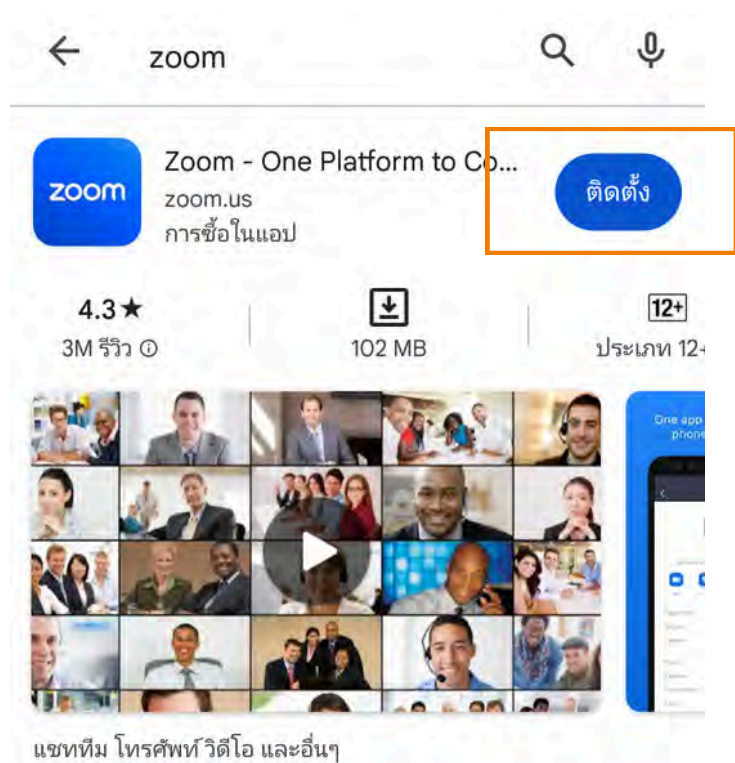 zoom
zoom
Zoom - One Platform to Co...
zoom.us
การซื้อในแอป
ติดตั้ง
4.3★
3M รีวิว
102 MB
12+
ประเภท 12+
One app
phone
แชททีม โทรศัพท์ วิดีโอ และอื่นๆ